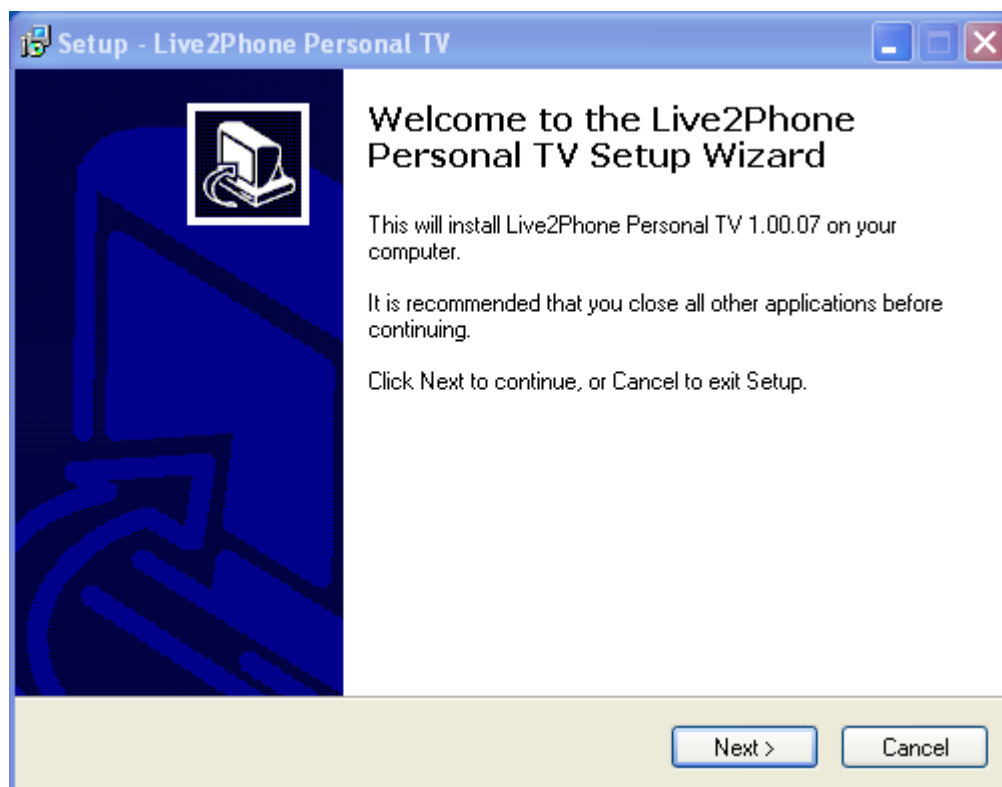 Setup - Live2Phone Personal TV
Welcome to the Live2Phone
Personal TV Setup Wizard
This will install Live2Phone Personal TV 1.00.07 on your
computer.
It is recommended that you close all other applications before
continuing.
Click Next to continue, or Cancel to exit Setup.
Next > Cancel